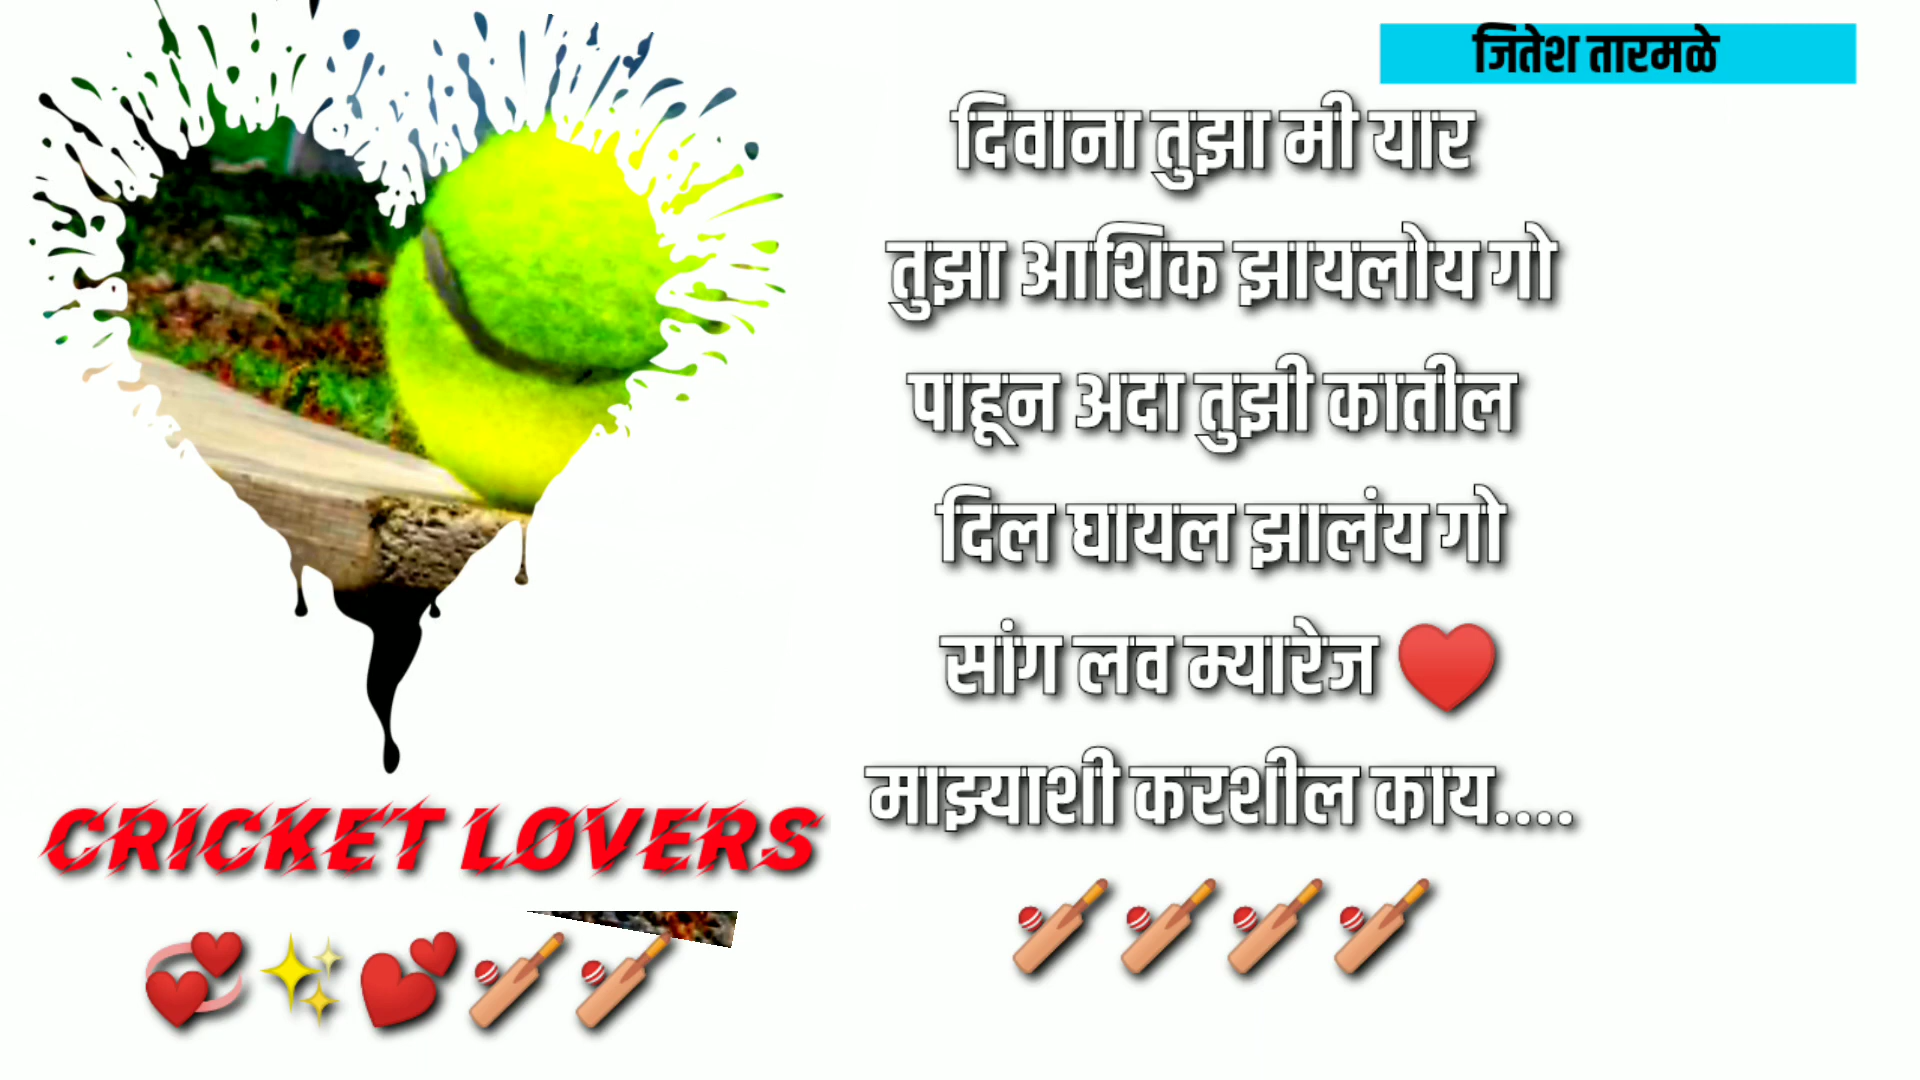 जितेश तारमळे
दिवाना तुझा मी यार
तुझा आशिक झायलोय गो
पाहून अदा तुझी कातील
दिल घायल झालंय गो
सांग लव म्यारेज ❤️
माझ्याशी करशील काय....
🏏🏏🏏🏏
CRICKET LOVERS
💞✨💕🏏🏏